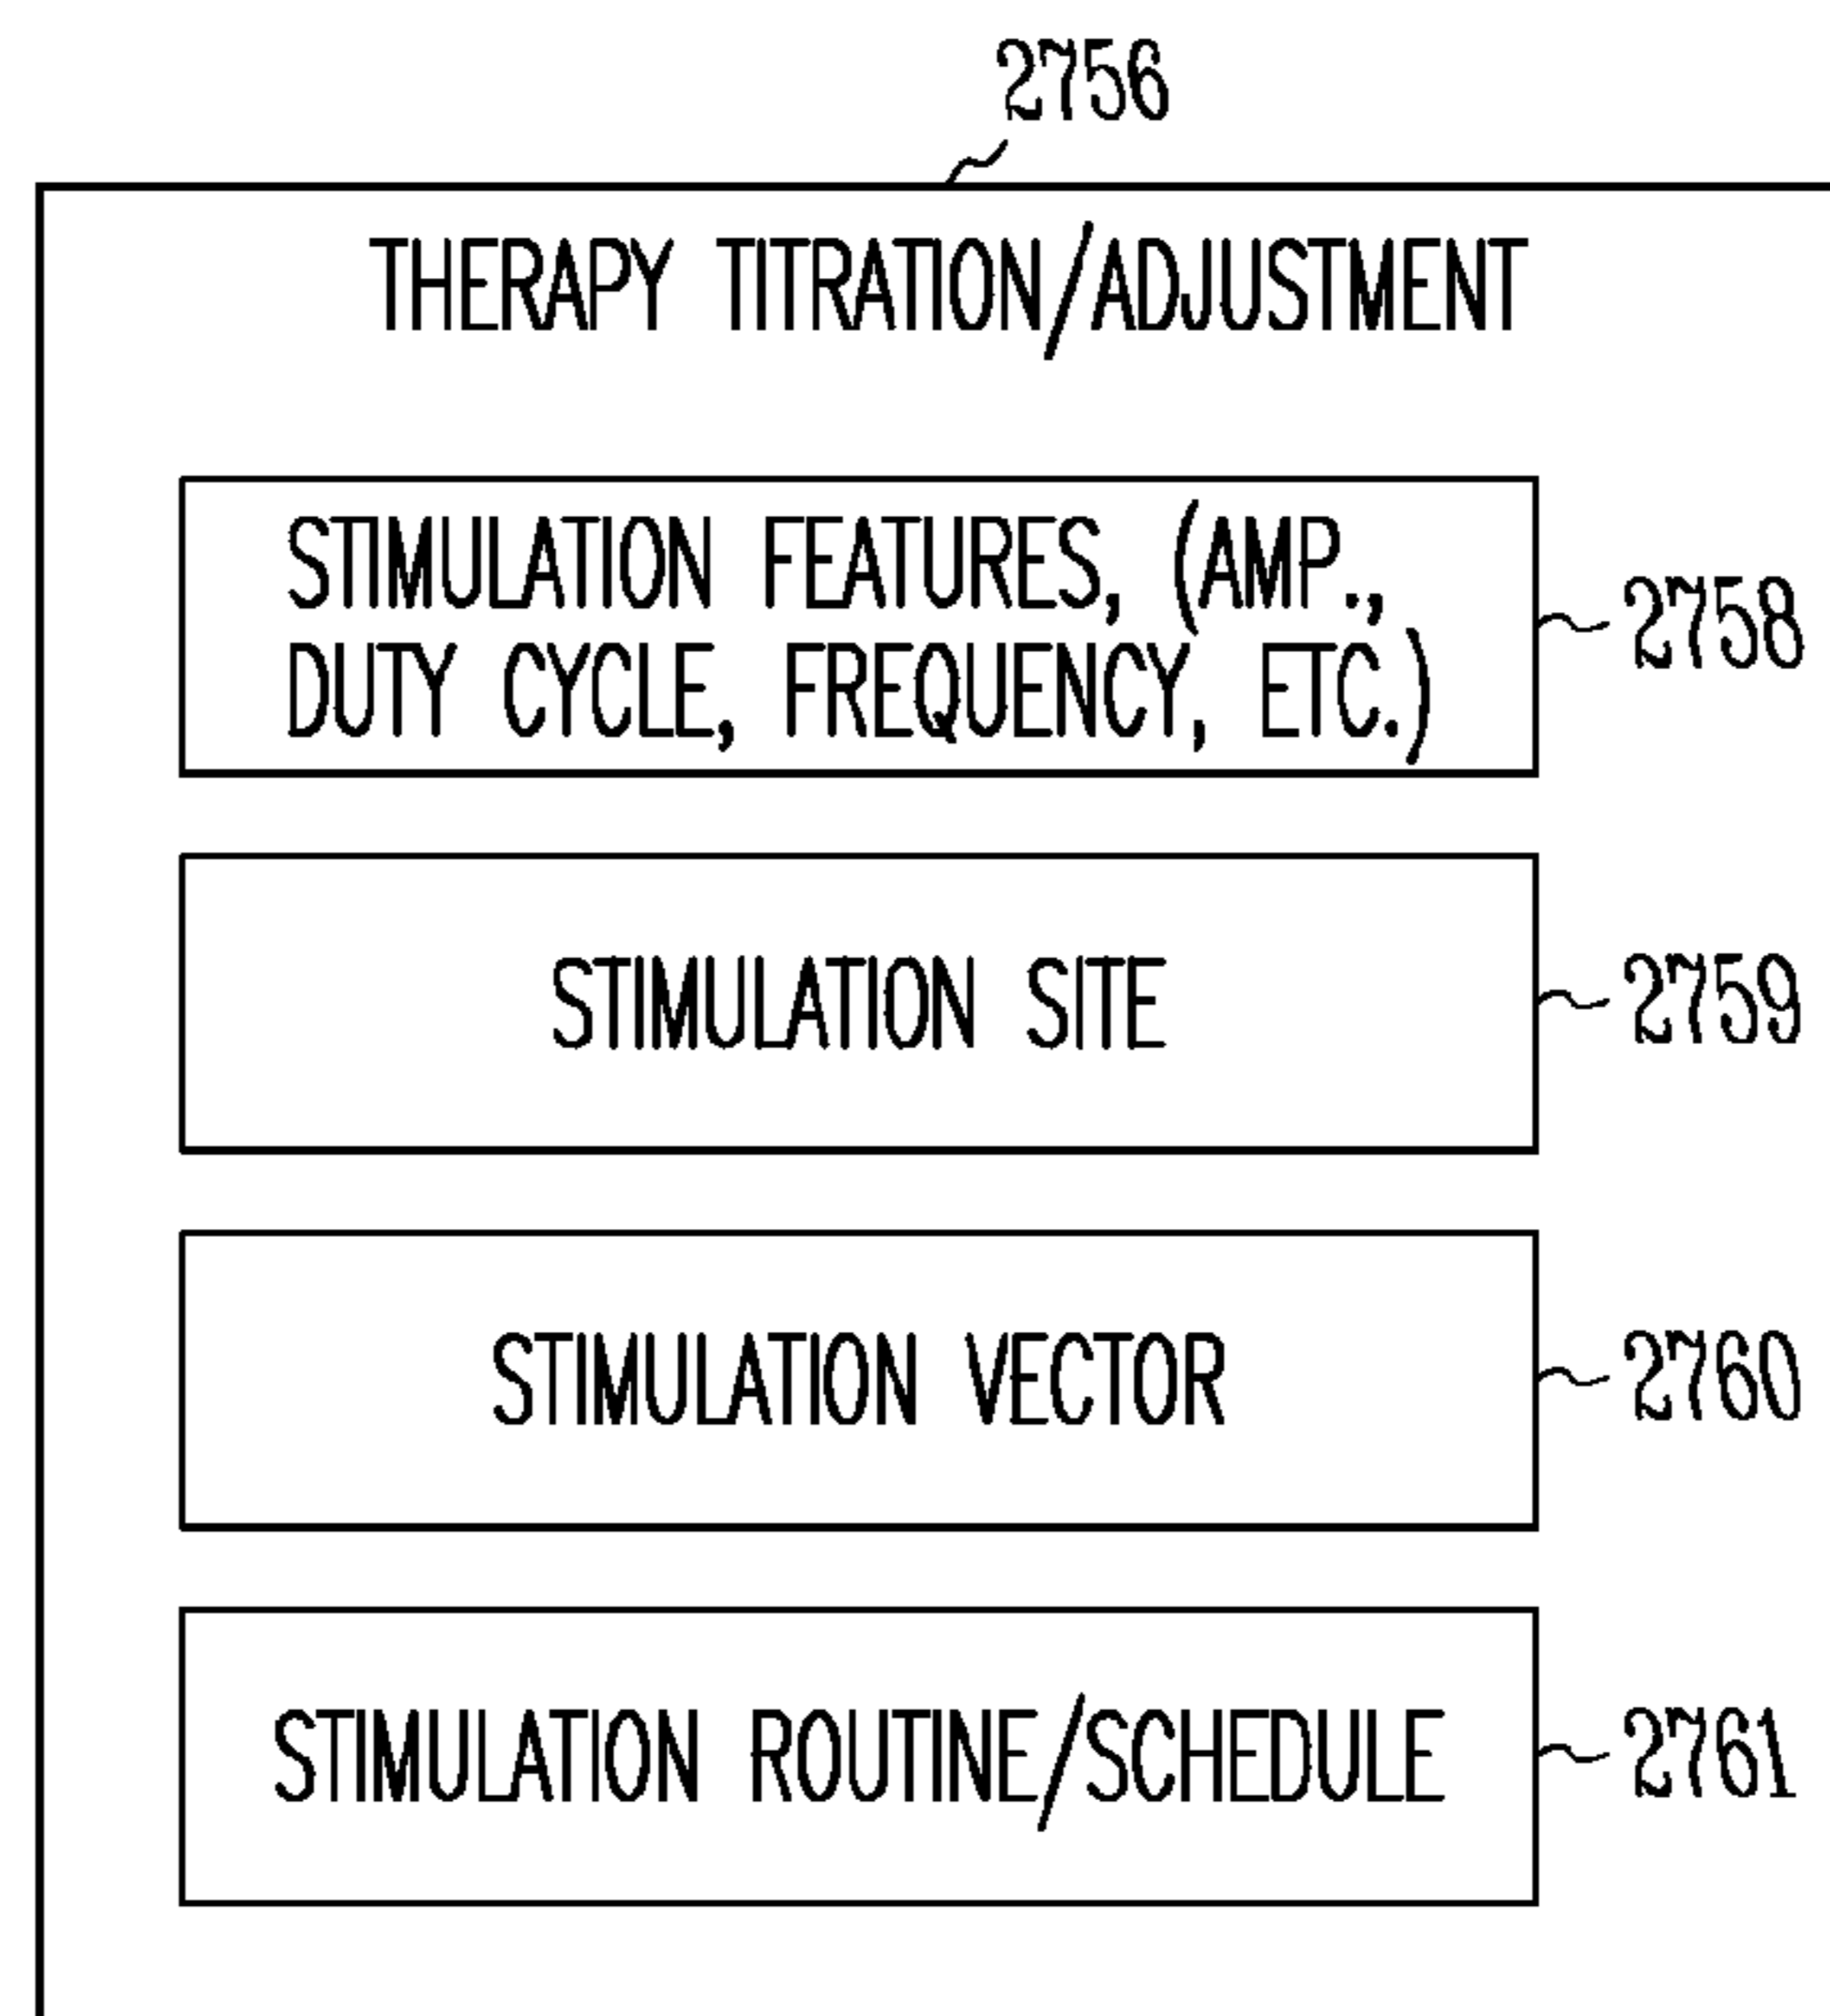 2756
THERAPY TITRATION/ADJUSTMENT
STIMULATION FEATURES, (AMP.,
DUTY CYCLE, FREQUENCY, ETC.)
2758
STIMULATION SITE
2759
STIMULATION VECTOR
2760
STIMULATION ROUTINE/SCHEDULE
2761